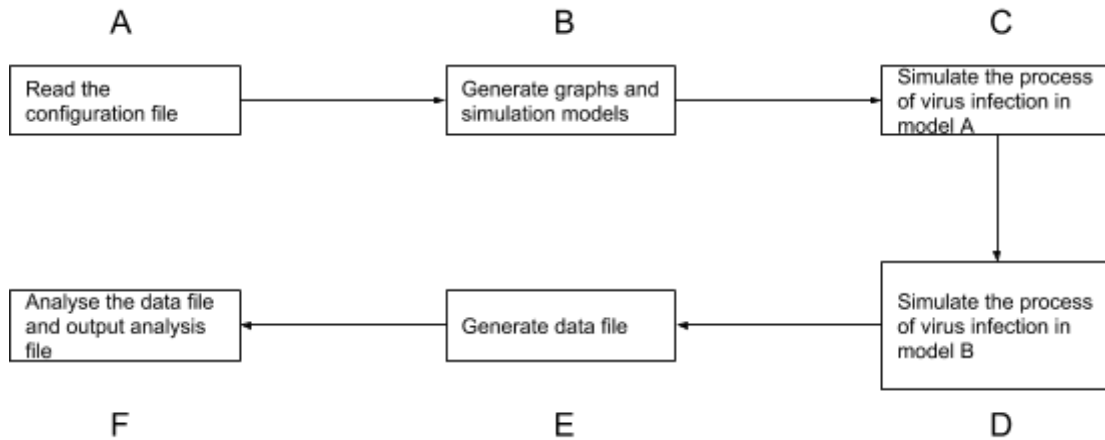 A
B
C
Read the
configuration file
Generate graphs and
simulation models
Simulate the process
of virus infection in
model A
Analyse the data file
and output analysis
file
Generate data file
Simulate the process
of virus infection in
model B
F
E
D